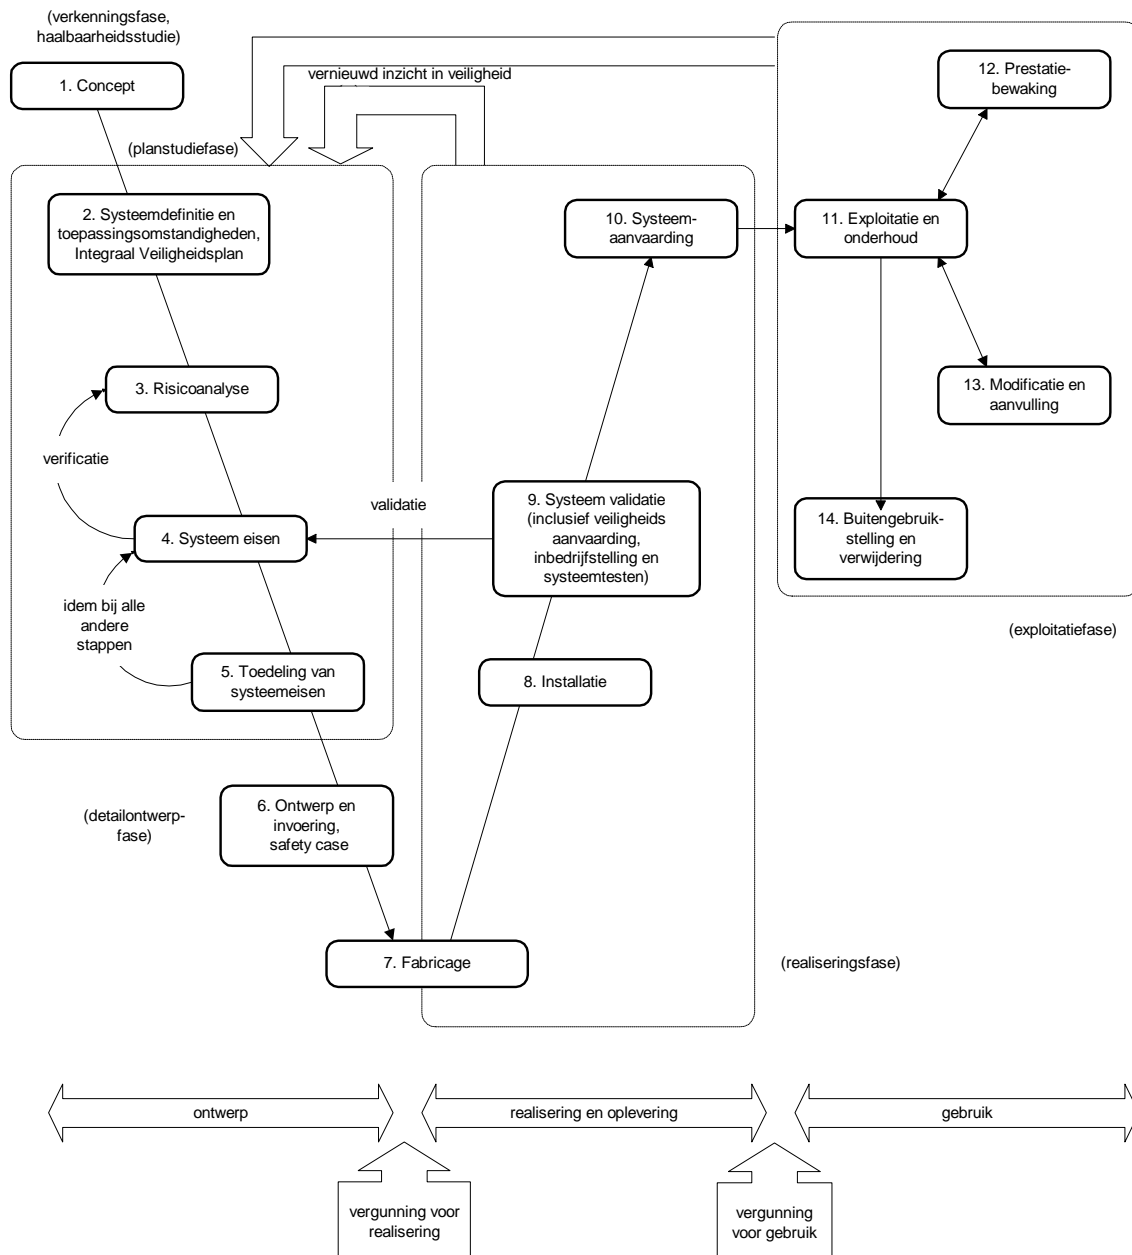 (verkenningsfase,
haalbaarheidsstudie)
1. Concept
vernieuwd inzicht in veiligheid
12. Prestatie-
bewaking
(planstudiefase)
2. Systeemdefinitie en
toepassingsomstandigheden,
Integraal Veiligheidsplan
10. Systeem-
aanvaarding
11. Exploitatie en
onderhoud
3. Risicoanalyse
13. Modificatie en
aanvulling
verificatie
validatie
9. Systeem validatie
(inclusief veiligheids
aanvaarding,
inbedrijfstelling en
systeemtesten)
14. Buitengebruik-
stelling en
verwijdering
4. Systeem eisen
idem bij alle
andere
stappen
(exploitatiefase)
5. Toedeling van
systeemeisen
8. Installatie
(detailontwerp-
fase)
6. Ontwerp en
invoering,
safety case
7. Fabricage
(realiseringsfase)
ontwerp
realisering en oplevering
gebruik
vergunning voor
realisering
vergunning
voor gebruik